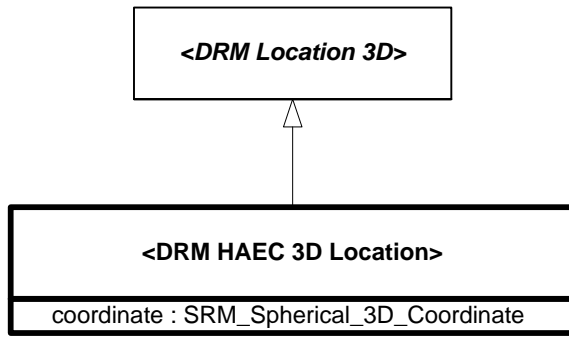 <DRM Location 3D>
<DRM HAEC 3D Location>
coordinate : SRM_Spherical_3D_Coordinate